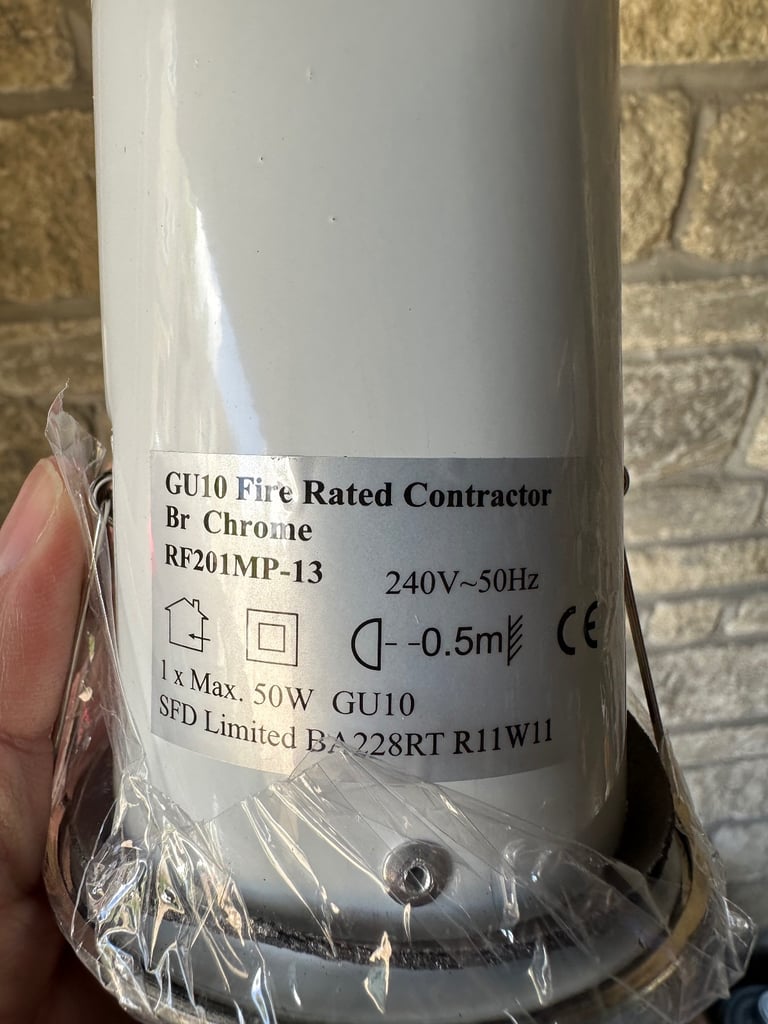 GU10 Fire Rated Contractor
Br Chrome
RF201MP-13
240V~50Hz
-0.5m
CE
1 x Max. 50W GU10
SFD Limited BA228RT R11W11